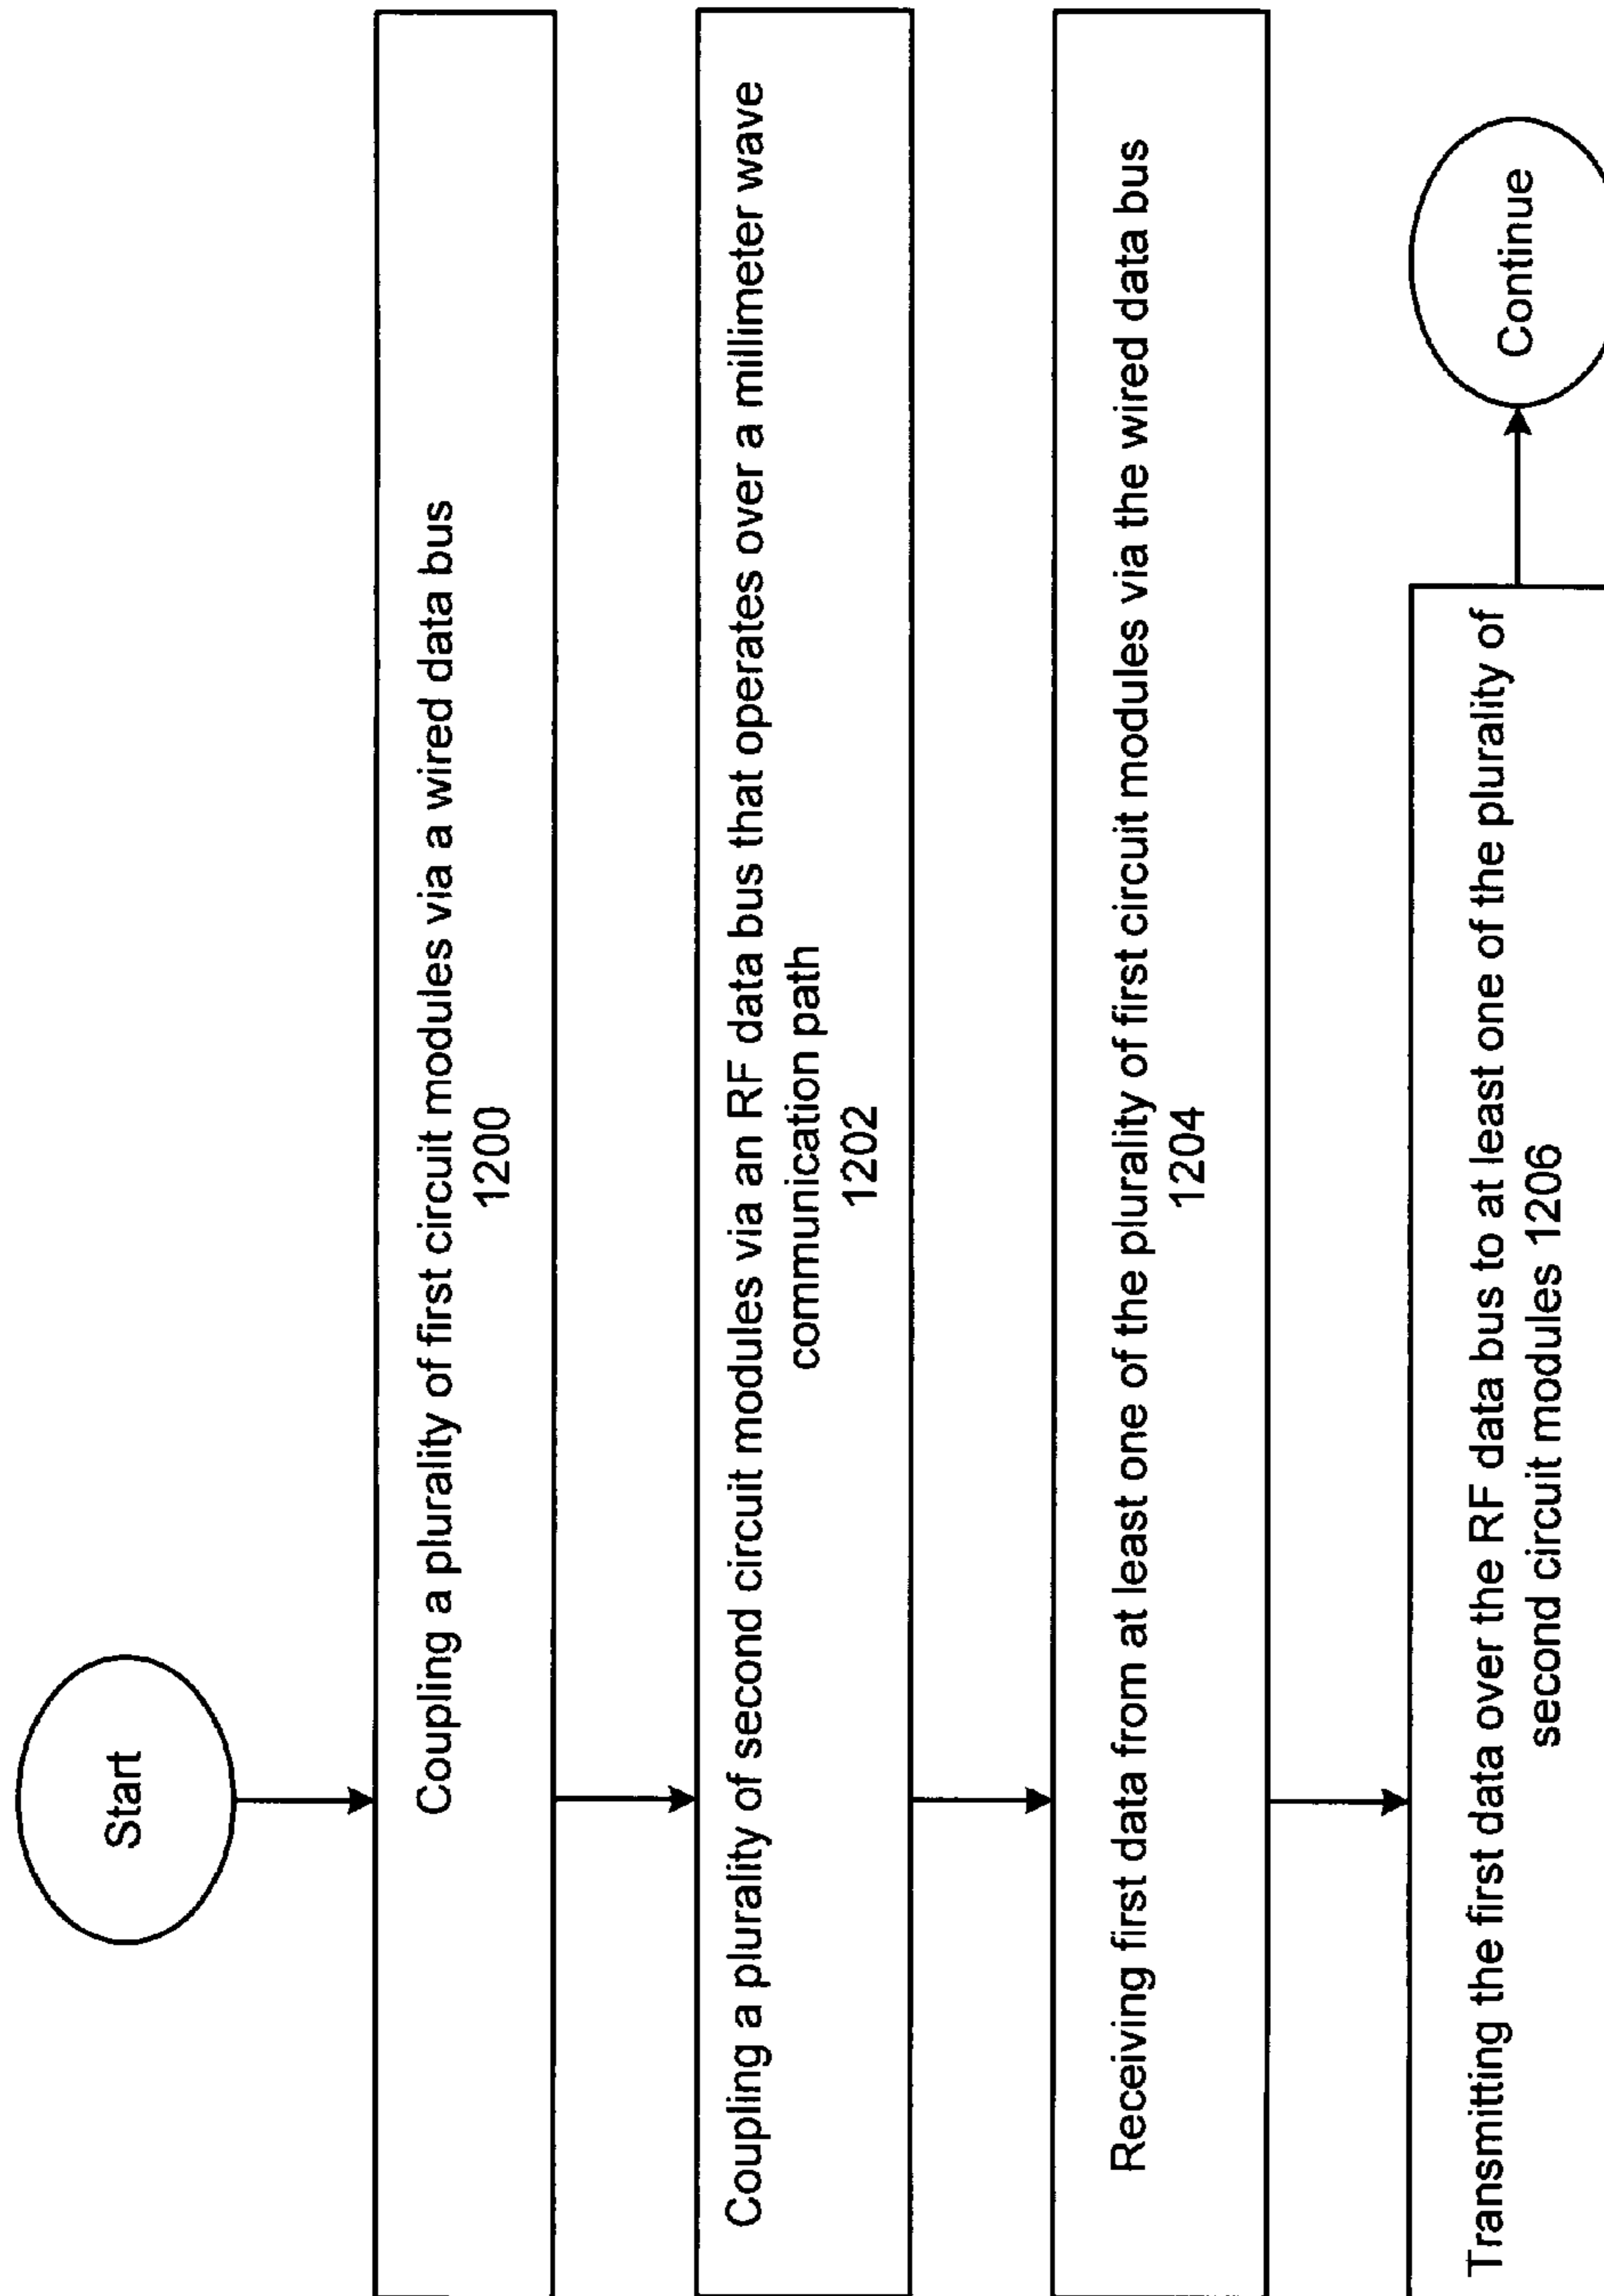 Start
Coupling a plurality of first circuit modules via a wired data bus
1200
Coupling a plurality of second circuit modules via an RF data bus that operates over a millimeter wave
communication path
1202
Receiving first data from at least one of the plurality of first circuit modules via the wired data bus
1204
Transmitting the first data over the RF data bus to at least one of the plurality of
second circuit modules 1206
Continue